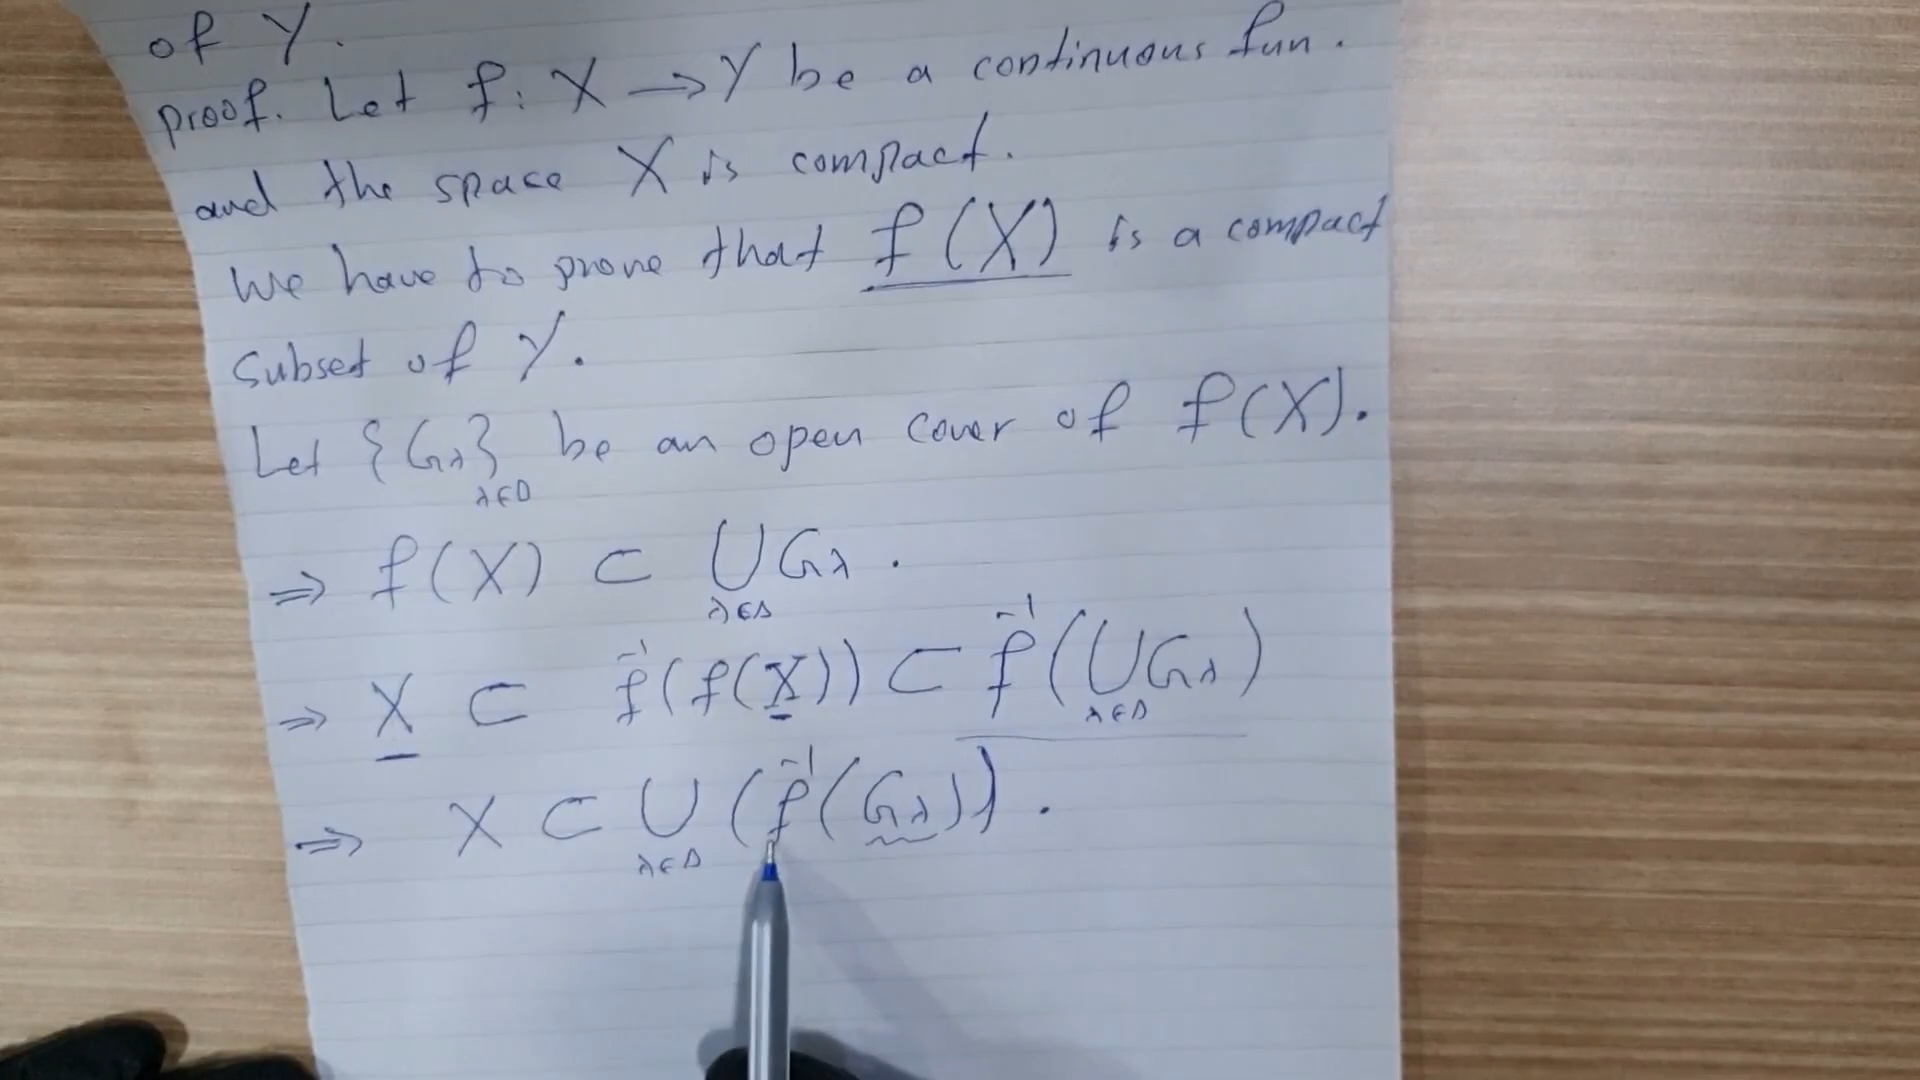 of Y.
proof. Let f: X → Y be a continuous fun.
and the space X is compact.
We have to prove that f(X) is a compact
subset of Y.
Let {Gλ}λ∈Δ be an open cover of f(X).
⇒ f(X) ⊂ ∪λ∈Δ Gλ .
⇒ X ⊂ f⁻¹(f(X)) ⊂ f⁻¹(∪λ∈Δ Gλ)
⇒ X ⊂ ∪λ∈Δ (f⁻¹(Gλ)) .